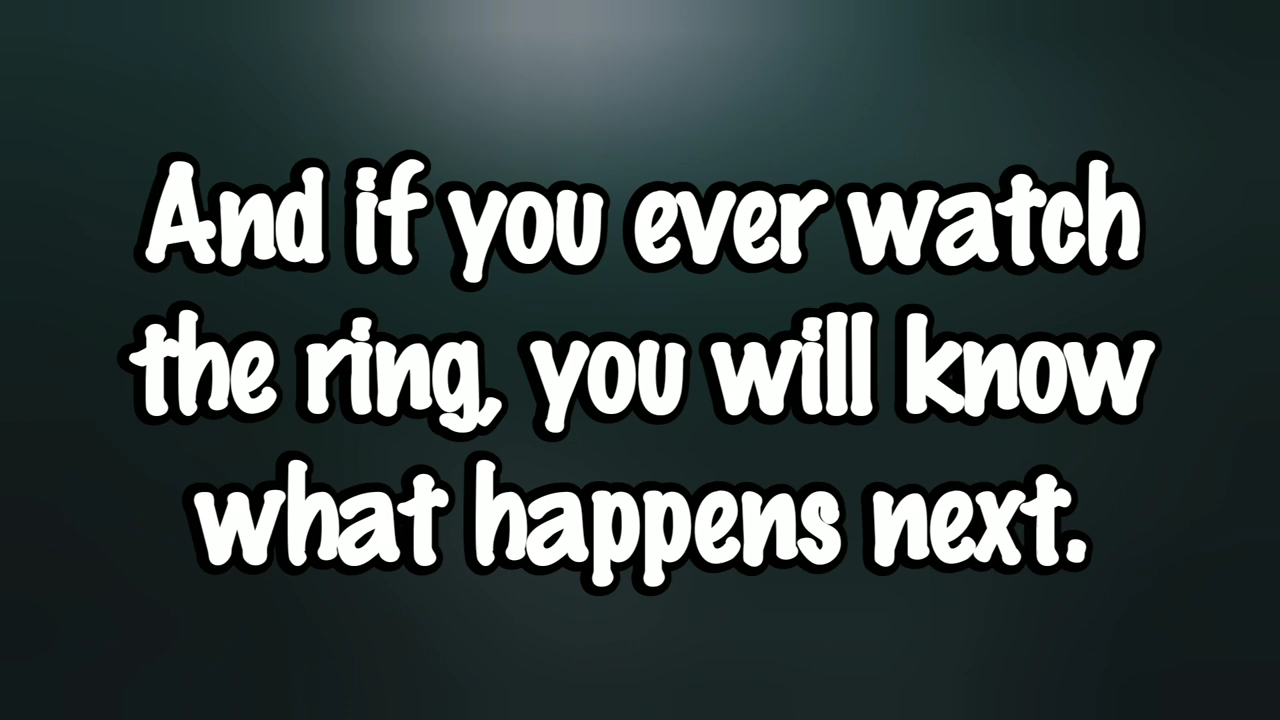 And if you ever watch
the ring, you will know
what happens next.